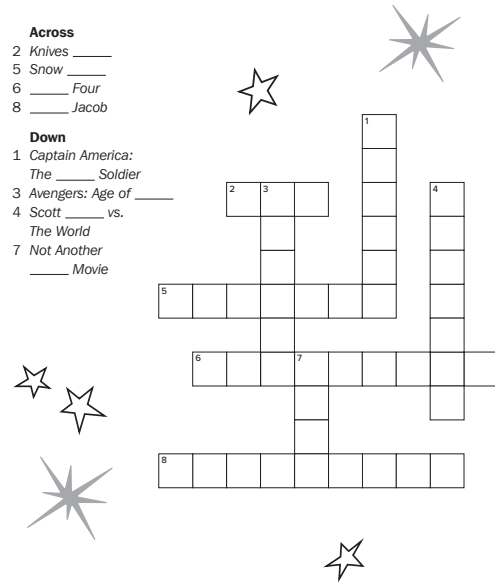 Across
2 Knives _____
5 Snow _____
6 _____ Four
8 _____ Jacob
Down
1 Captain America:
The _____ Soldier
3 Avengers: Age of _____
4 Scott _____ vs.
The World
7 Not Another
_____ Movie
1
2 3 4
5
6 7
8